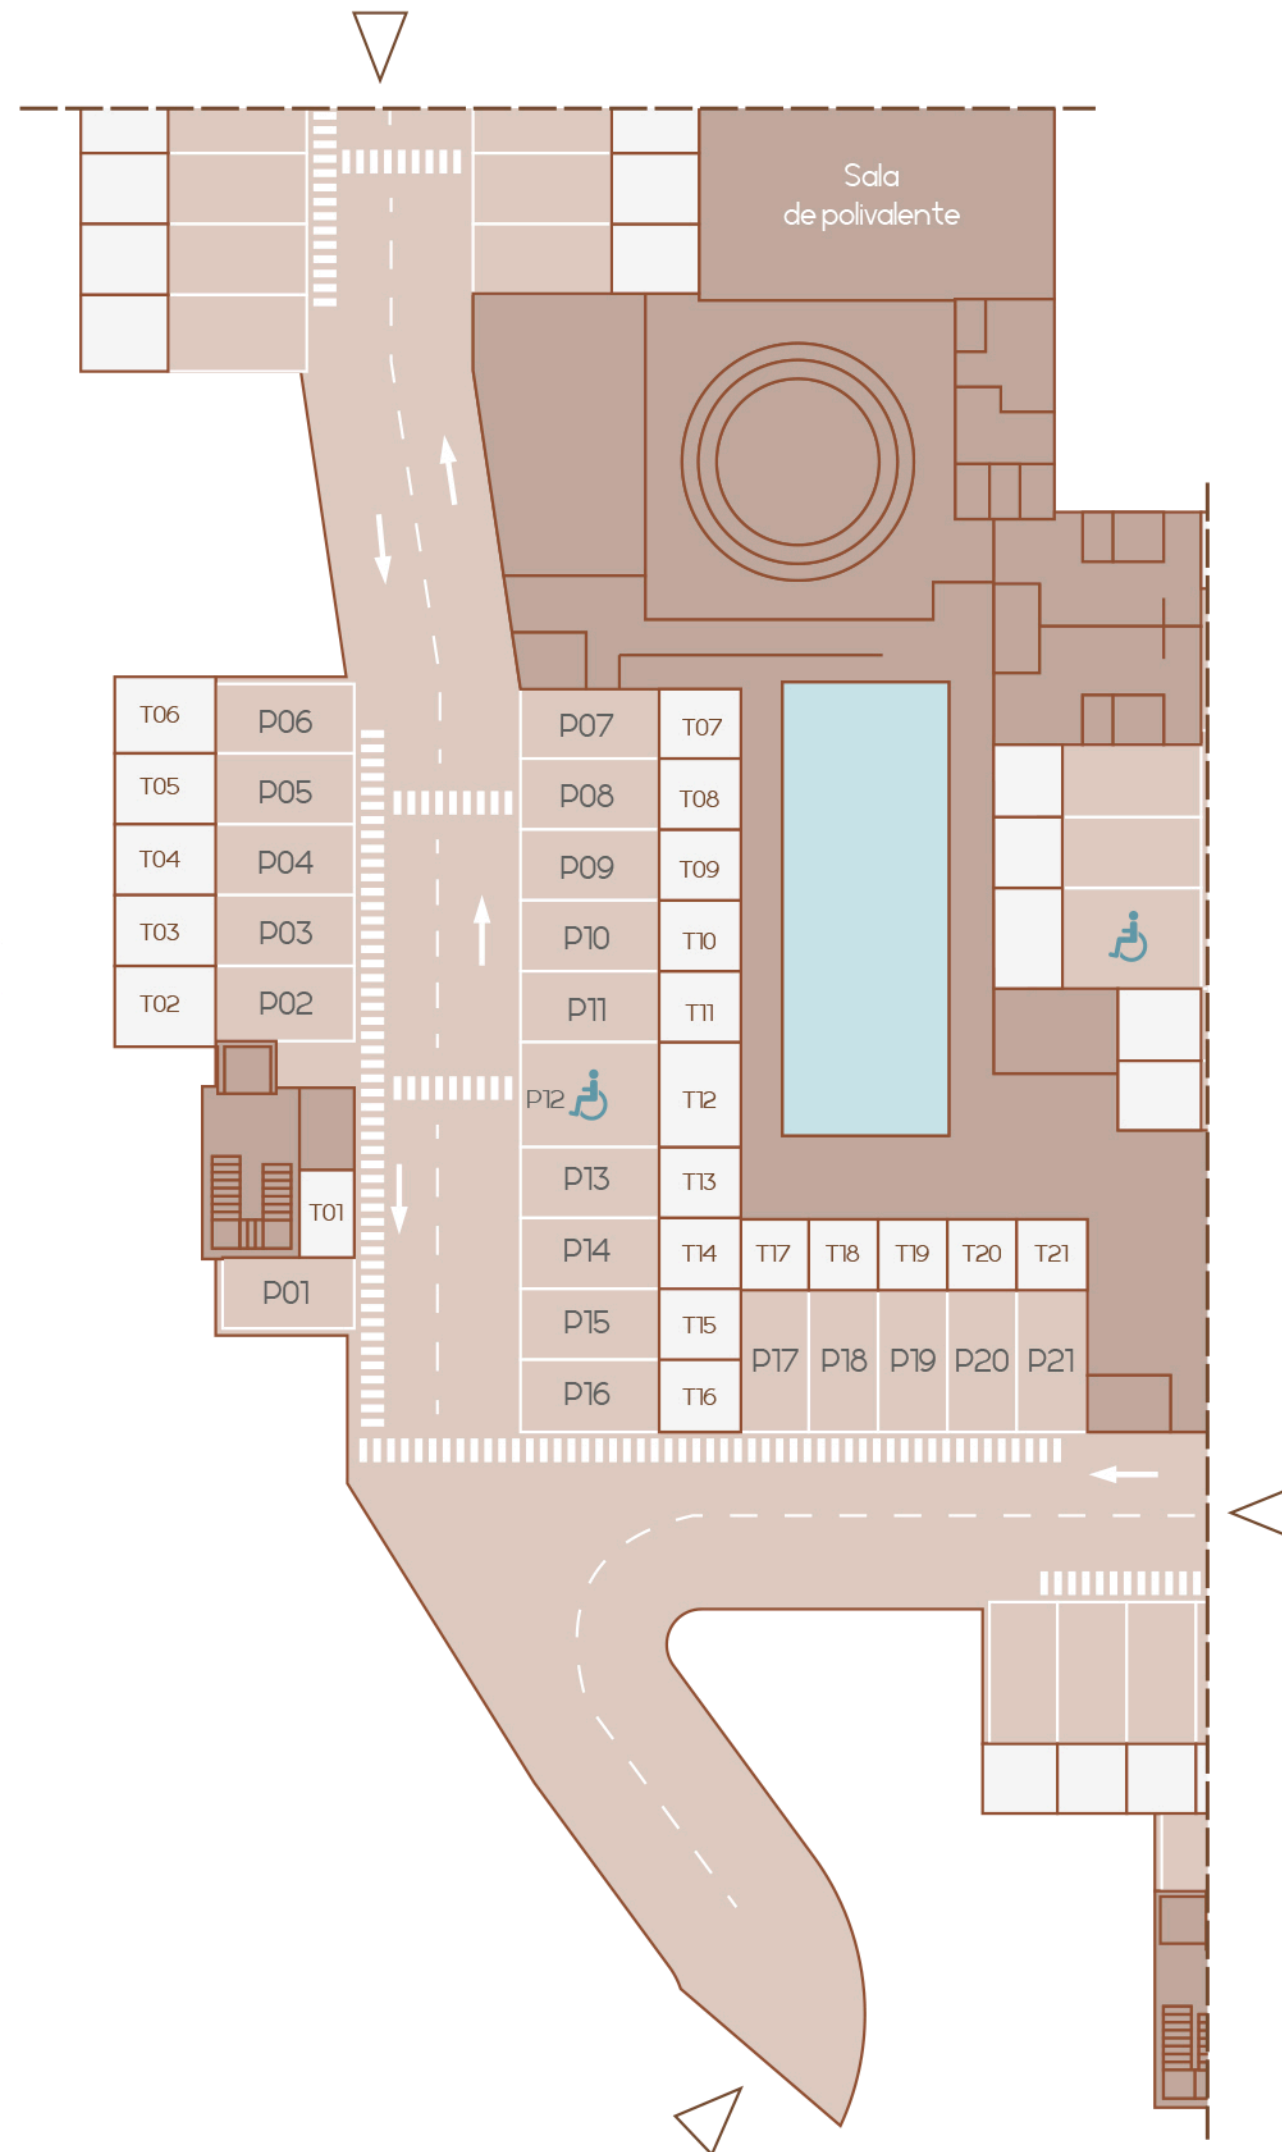 Sala
de polivalente
T06 P06
T05 P05
T04 P04
T03 P03
T02 P02
T01
P01
P07 T07
P08 T08
P09 T09
P10 T10
P11 T11
P12 T12
P13 T13
P14 T14
P15 T15
P16 T16
T17 T18 T19 T20 T21
P17 P18 P19 P20 P21